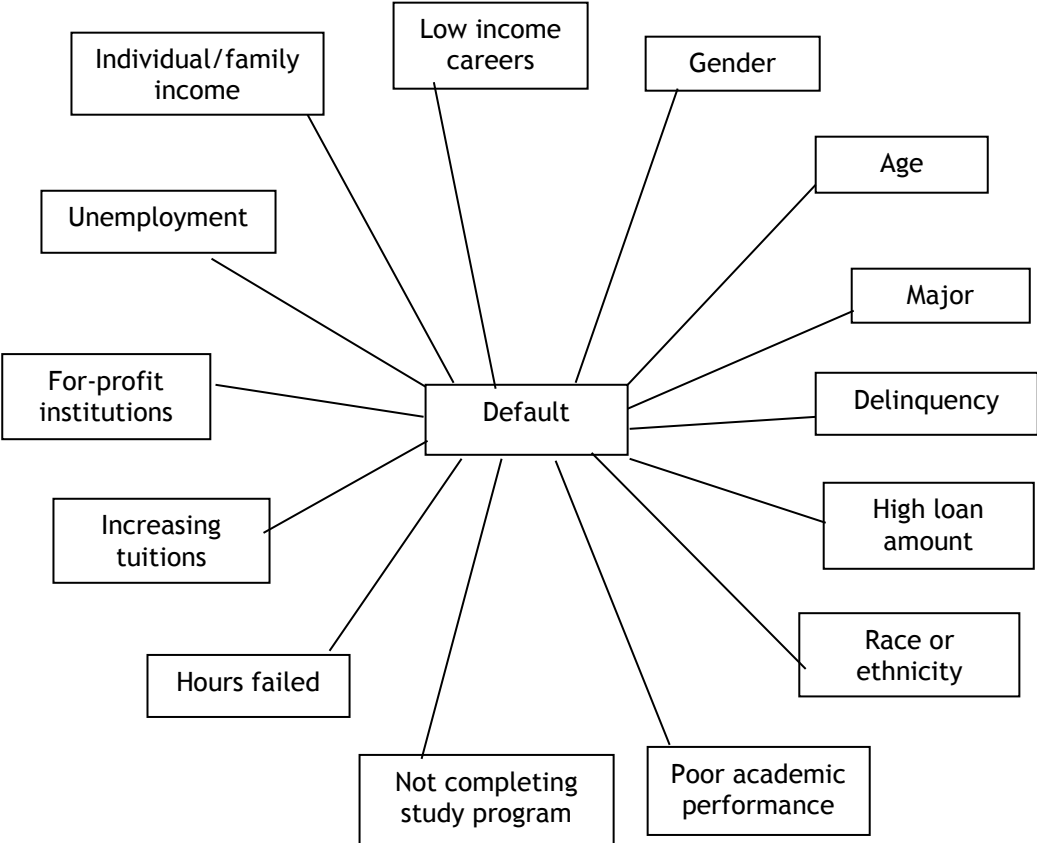 Low income
careers
Individual/family
income
Gender
Age
Unemployment
Major
For-profit
institutions
Default
Delinquency
Increasing
tuitions
High loan
amount
Race or
ethnicity
Hours failed
Not completing
study program
Poor academic
performance